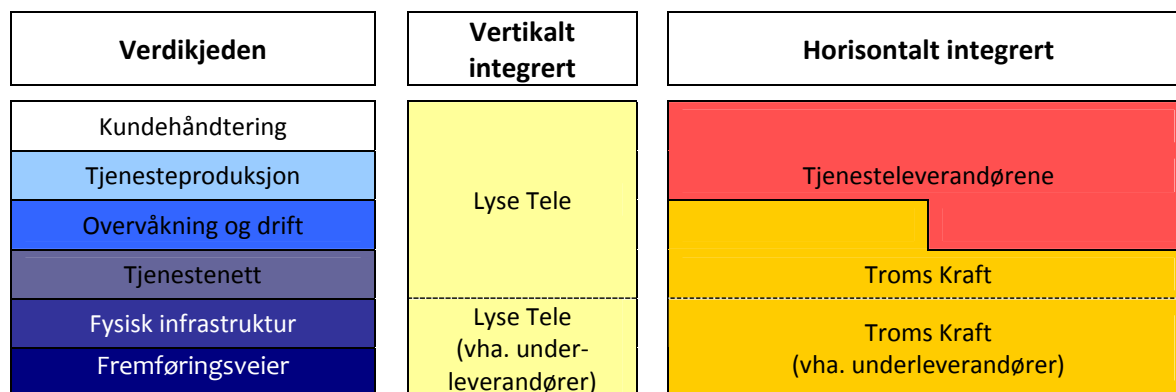 Verdikjeden
Vertikalt
integrert
Horisontalt integrert
Kundehåndtering
Tjenesteproduksjon
Overvåkning og drift
Tjenestenett
Fysisk infrastruktur
Fremføringsveier
Lyse Tele
Lyse Tele
(vha. under-
leverandører)
Tjenesteleverandørene
Troms Kraft
Troms Kraft
(vha. underleverandører)